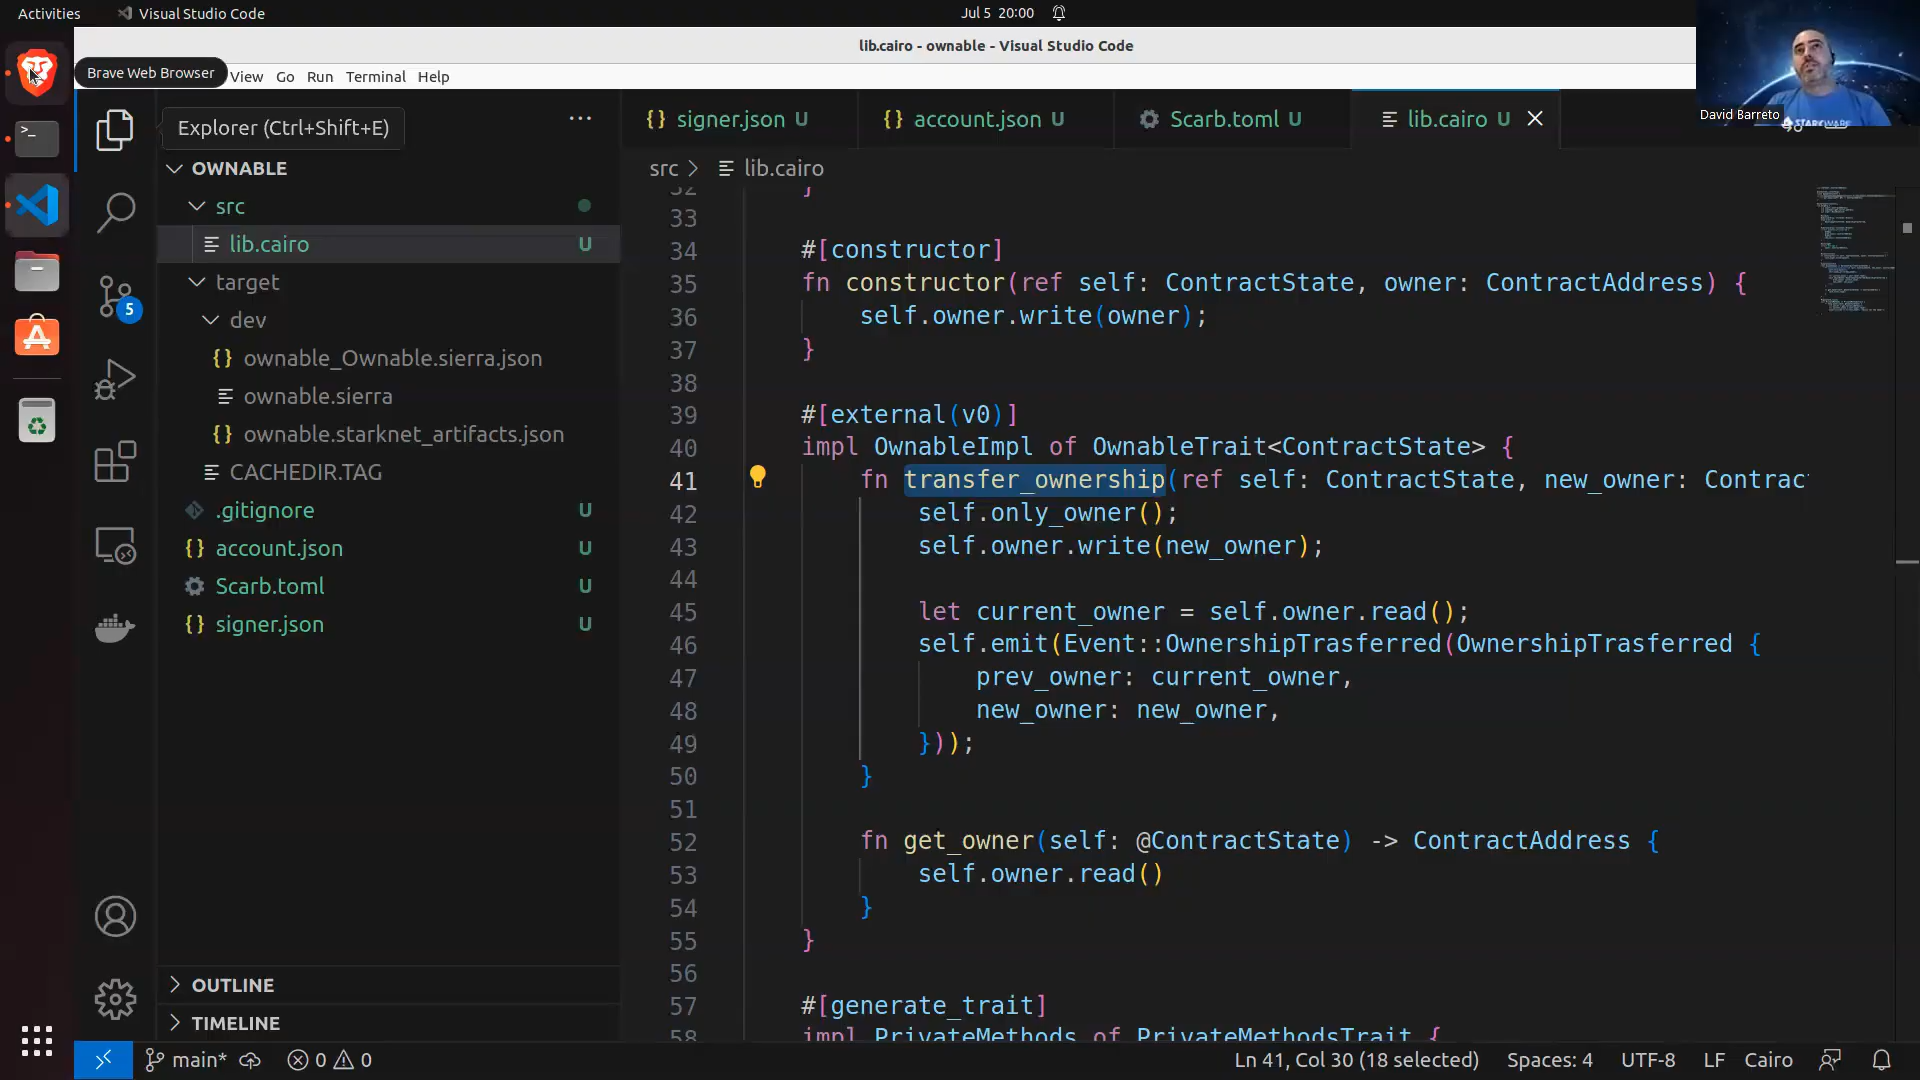 Activities
Visual Studio Code
Jul 5 20:00
lib.cairo - ownable - Visual Studio Code
Brave Web Browser
View Go Run Terminal Help
Explorer (Ctrl+Shift+E)
OWNABLE
src
lib.cairo U
target
dev
ownable_Ownable.sierra.json
ownable.sierra
ownable.starknet_artifacts.json
CACHEDIR.TAG
.gitignore U
account.json U
Scarb.toml U
signer.json U
OUTLINE
TIMELINE
5
signer.json U
account.json U
Scarb.toml U
lib.cairo U
David Barreto
src > lib.cairo
32 }
33
34 #[constructor]
35 fn constructor(ref self: ContractState, owner: ContractAddress) {
36 self.owner.write(owner);
37 }
38
39 #[external(v0)]
40 impl OwnableImpl of OwnableTrait<ContractState> {
41 fn transfer_ownership(ref self: ContractState, new_owner: Contrac
42 self.only_owner();
43 self.owner.write(new_owner);
44
45 let current_owner = self.owner.read();
46 self.emit(Event::OwnershipTrasferred(OwnershipTrasferred {
47 prev_owner: current_owner,
48 new_owner: new_owner,
49 }));
50 }
51
52 fn get_owner(self: @ContractState) -> ContractAddress {
53 self.owner.read()
54 }
55 }
56
57 #[generate_trait]
58 impl PrivateMethods of PrivateMethodsTrait {
main* 0 0
Ln 41, Col 30 (18 selected) Spaces: 4 UTF-8 LF Cairo